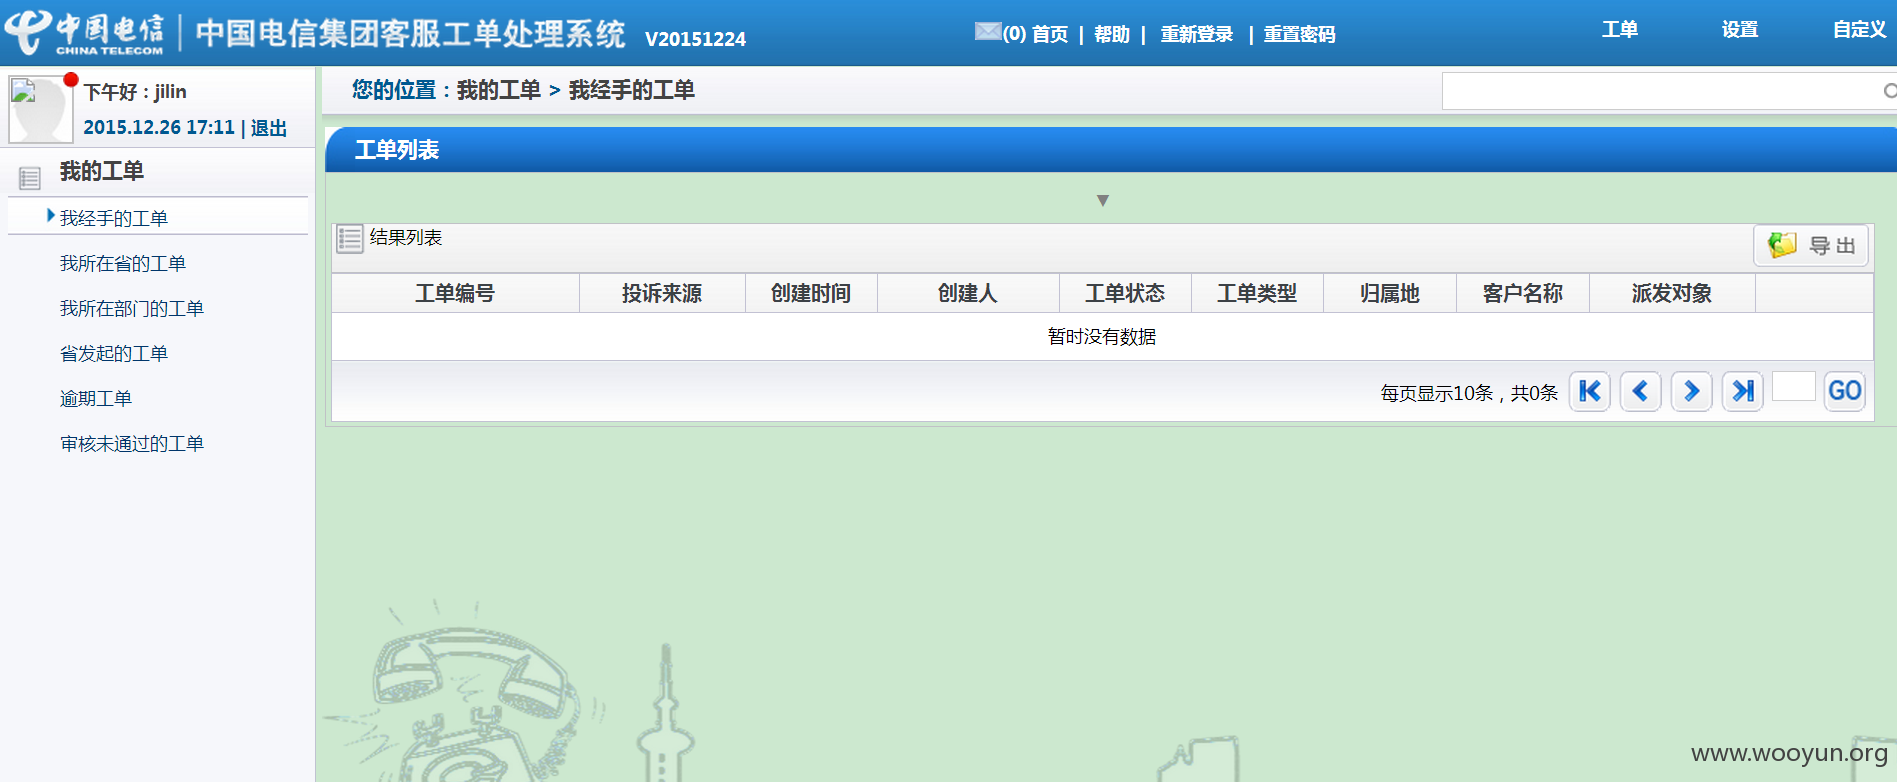 中国电信 CHINA TELECOM 中国电信集团客服工单处理系统 V20151224 (0) 首页 | 帮助 | 重新登录 | 重置密码 工单 设置 自定义
下午好：jilin
2015.12.26 17:11 | 退出
您的位置：我的工单 > 我经手的工单
我的工单
我经手的工单
我所在省的工单
我所在部门的工单
省发起的工单
逾期工单
审核未通过的工单
工单列表
结果列表 导出
工单编号 投诉来源 创建时间 创建人 工单状态 工单类型 归属地 客户名称 派发对象
暂时没有数据
每页显示10条，共0条 GO
www.wooyun.org